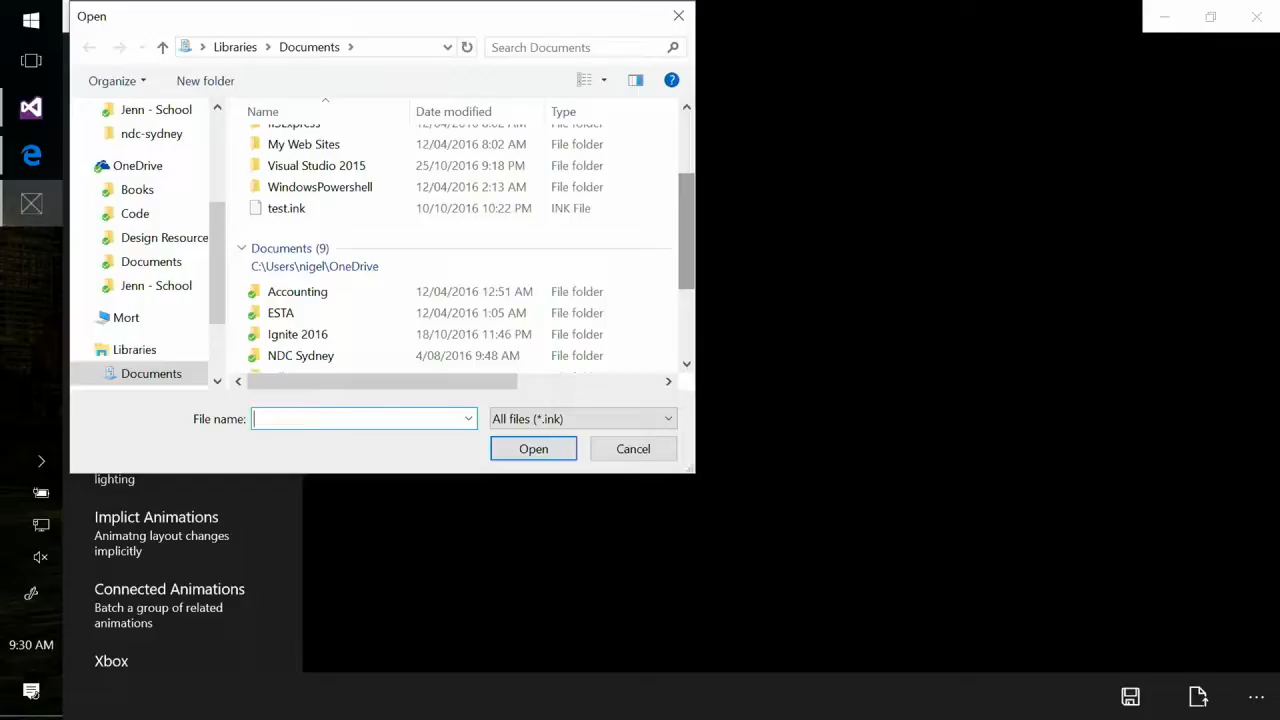 Open
Libraries > Documents >
Search Documents
Organize
New folder
Jenn - School
ndc-sydney
OneDrive
Books
Code
Design Resource
Documents
Jenn - School
Mort
Libraries
Documents
Name Date modified Type
IISExpress 12/04/2016 8:02 AM File folder
My Web Sites 12/04/2016 8:02 AM File folder
Visual Studio 2015 25/10/2016 9:18 PM File folder
WindowsPowershell 12/04/2016 2:13 AM File folder
test.ink 10/10/2016 10:22 PM INK File
Documents (9)
C:\Users\nigel\OneDrive
Accounting 12/04/2016 12:51 AM File folder
ESTA 12/04/2016 1:05 AM File folder
Ignite 2016 18/10/2016 11:46 PM File folder
NDC Sydney 4/08/2016 9:48 AM File folder
File name:
All files (*.ink)
Open
Cancel
lighting
Implict Animations
Animatng layout changes
implicitly
Connected Animations
Batch a group of related
animations
Xbox
9:30 AM